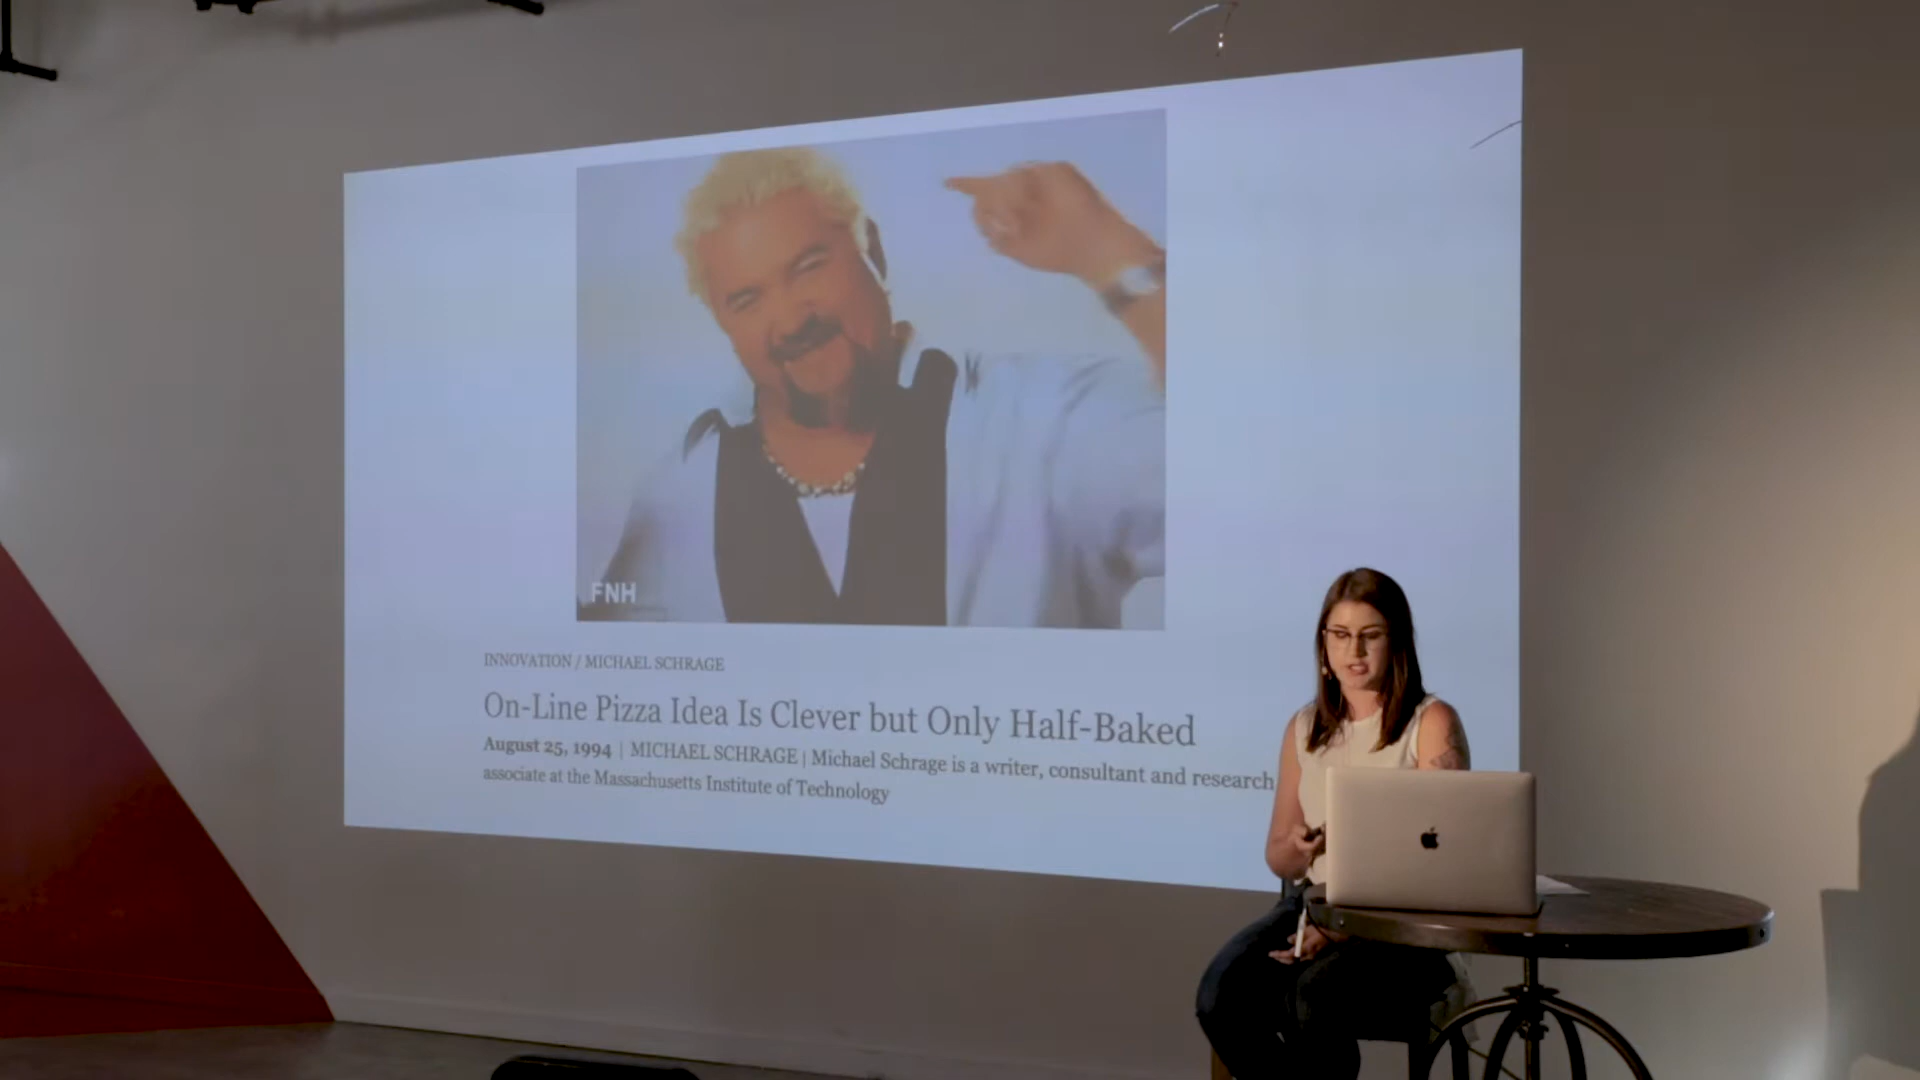 FNH
INNOVATION / MICHAEL SCHRAGE
On-Line Pizza Idea Is Clever but Only Half-Baked
August 25, 1994 | MICHAEL SCHRAGE | Michael Schrage is a writer, consultant and research
associate at the Massachusetts Institute of Technology